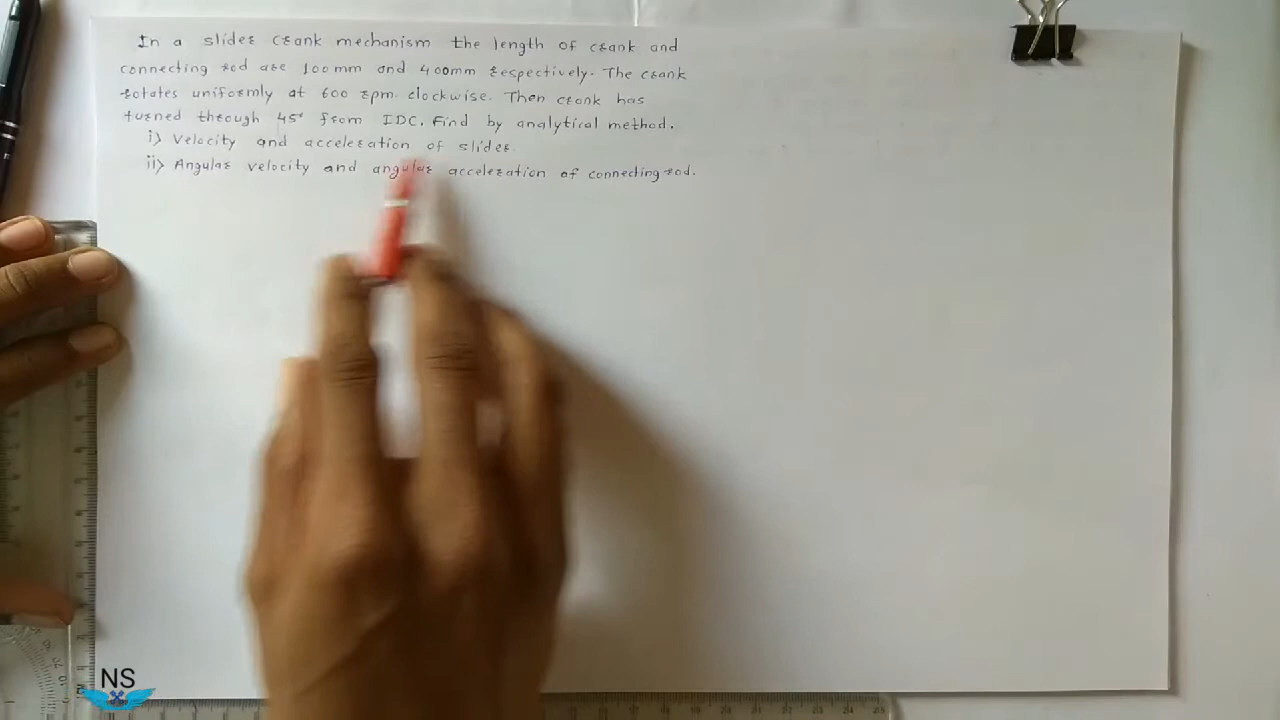 In a slider crank mechanism the length of crank and
connecting rod are 100mm and 400mm respectively. The crank
rotates uniformly at 600 rpm. clockwise. Then crank has
turned through 45° from IDC. Find by analytical method.
i) Velocity and acceleration of slider.
ii) Angular velocity and angular acceleration of connecting rod.
NS